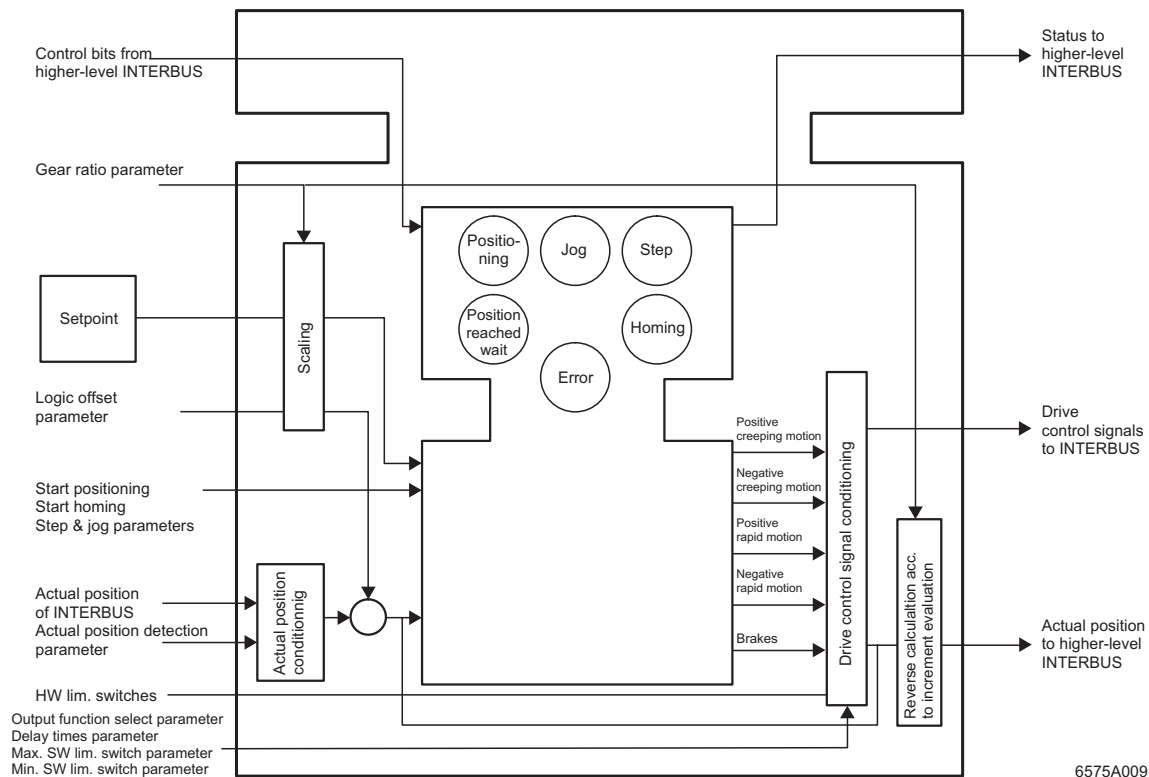 Control bits from
higher-level INTERBUS
Status to
higher-level
INTERBUS
Gear ratio parameter
Positio-
ning
Jog
Step
Setpoint
Scaling
Position
reached
wait
Homing
Error
Logic offset
parameter
Positive
creeping motion
Drive
control signals
to INTERBUS
Negative
creeping motion
Start positioning
Start homing
Step & jog parameters
Positive
rapid motion
Negative
rapid motion
Drive control signal conditioning
Reverse calculaltion acc.
to increment evaluation
Actual position
of INTERBUS
Actual position detection
parameter
Actual position
conditionnig
Brakes
Actual position
to higher-level
INTERBUS
HW lim. switches
Output function select parameter
Delay times parameter
Max. SW lim. switch parameter
Min. SW lim. switch parameter
6575A009